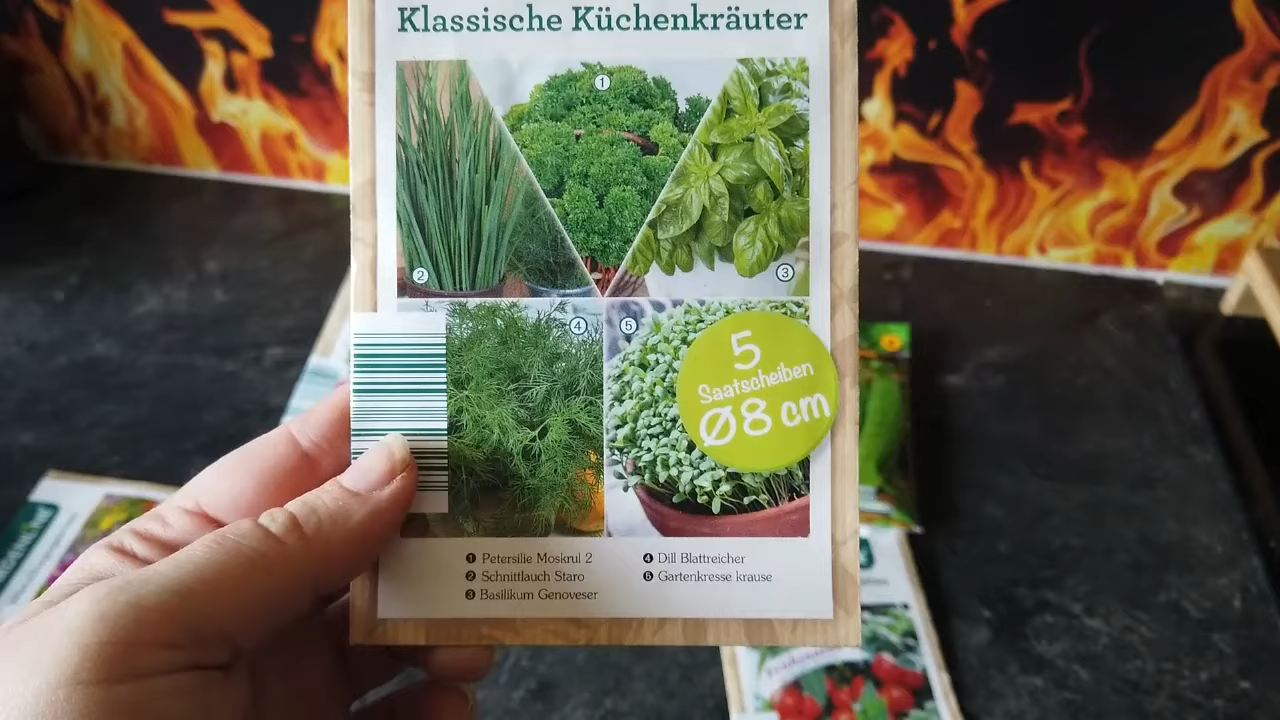 Klassische Küchenkräuter
1
2
3
4
5
5
Saatscheiben
Ø8 cm
1 Petersilie Moskrul 2
2 Schnittlauch Staro
3 Basilikum Genoveser
4 Dill Blattreicher
5 Gartenkresse krause